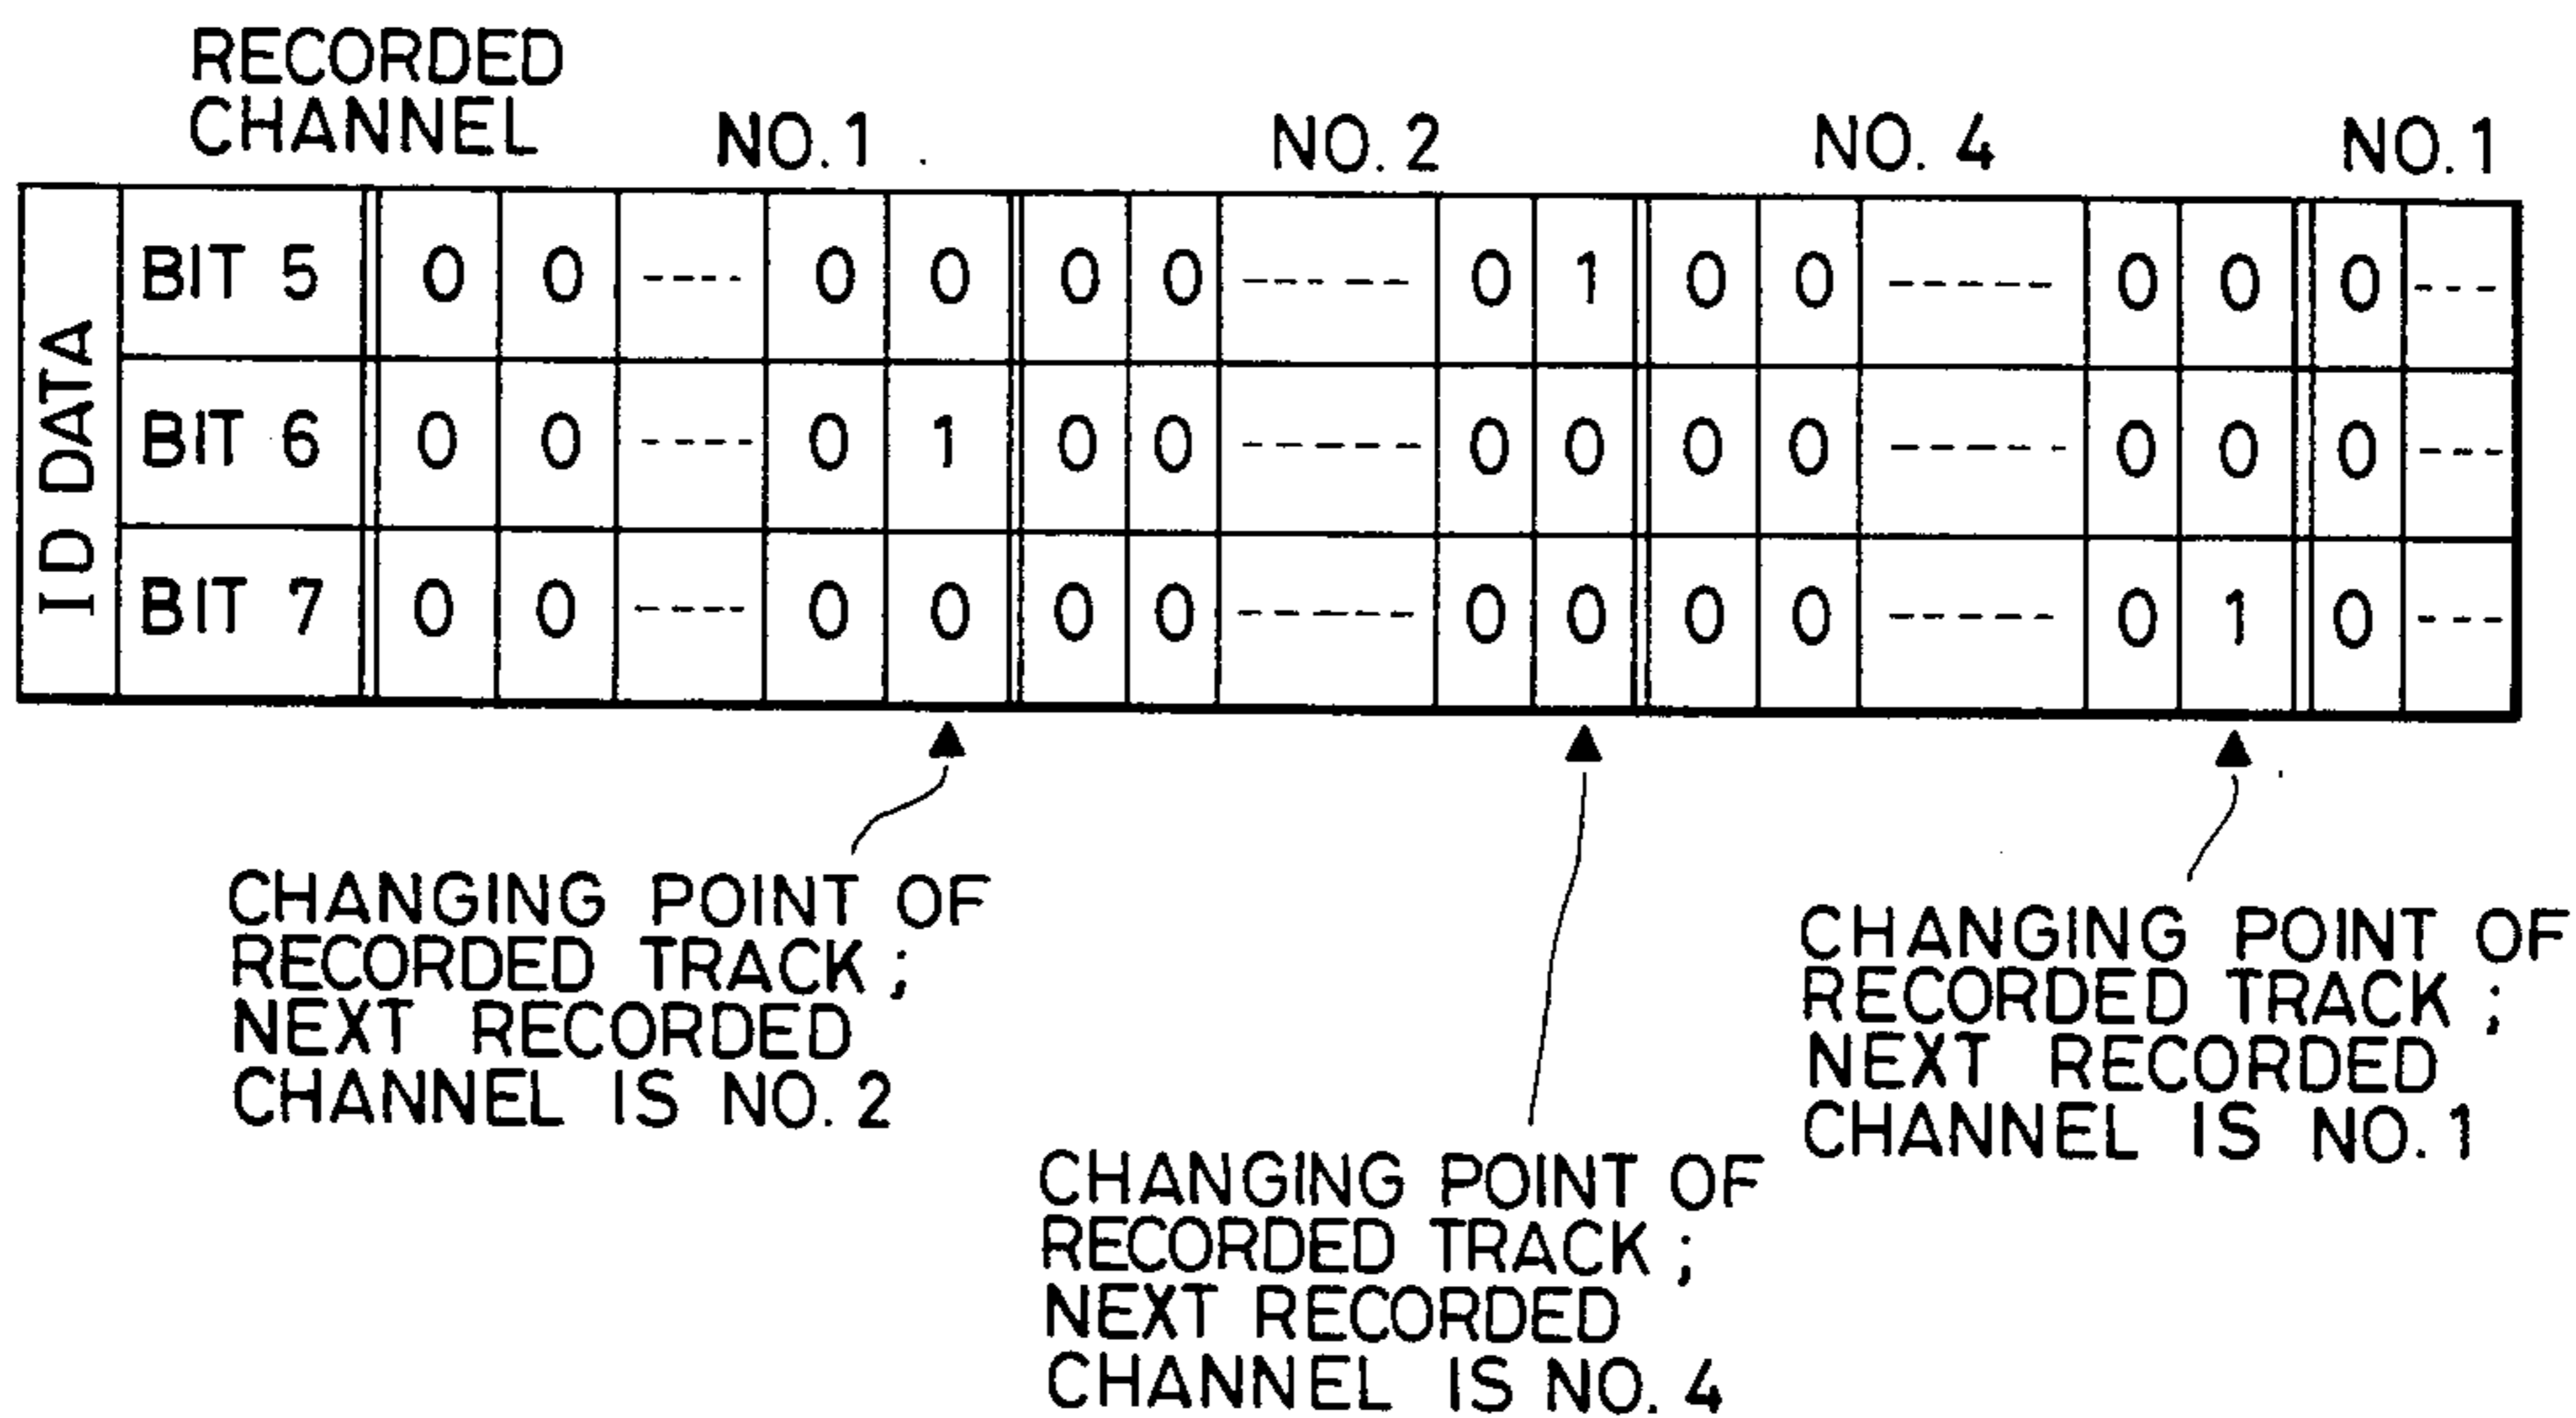 RECORDED
CHANNEL NO. 1 NO. 2 NO. 4 NO. 1
ID DATA
BIT 5 0 0 ---- 0 0 0 0 ----- 0 1 0 0 ----- 0 0 0 ---
BIT 6 0 0 ---- 0 1 0 0 ----- 0 0 0 0 ----- 0 0 0 ---
BIT 7 0 0 ---- 0 0 0 0 ----- 0 0 0 0 ----- 0 1 0 ---
CHANGING POINT OF
RECORDED TRACK ;
NEXT RECORDED
CHANNEL IS NO. 2
CHANGING POINT OF
RECORDED TRACK ;
NEXT RECORDED
CHANNEL IS NO. 4
CHANGING POINT OF
RECORDED TRACK ;
NEXT RECORDED
CHANNEL IS NO. 1